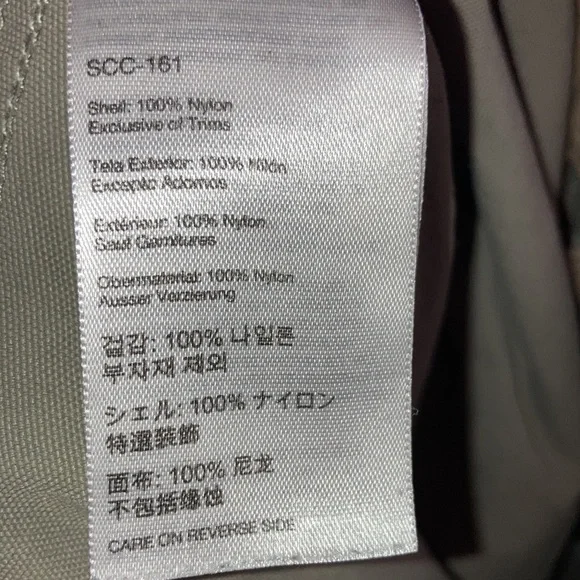 SCC-161
Shell: 100% Nylon
Exclusive of Trims
Tela Exterior: 100% Nilón
Excepto Adornos
Extérieur: 100% Nylon
Sauf Garnitures
Obermaterial: 100% Nylon
Ausser Verzierung
겉감: 100% 나일론
부자재 제외
シェル: 100% ナイロン
特選装飾
面布: 100% 尼龙
不包括缘蚀
CARE ON REVERSE SIDE